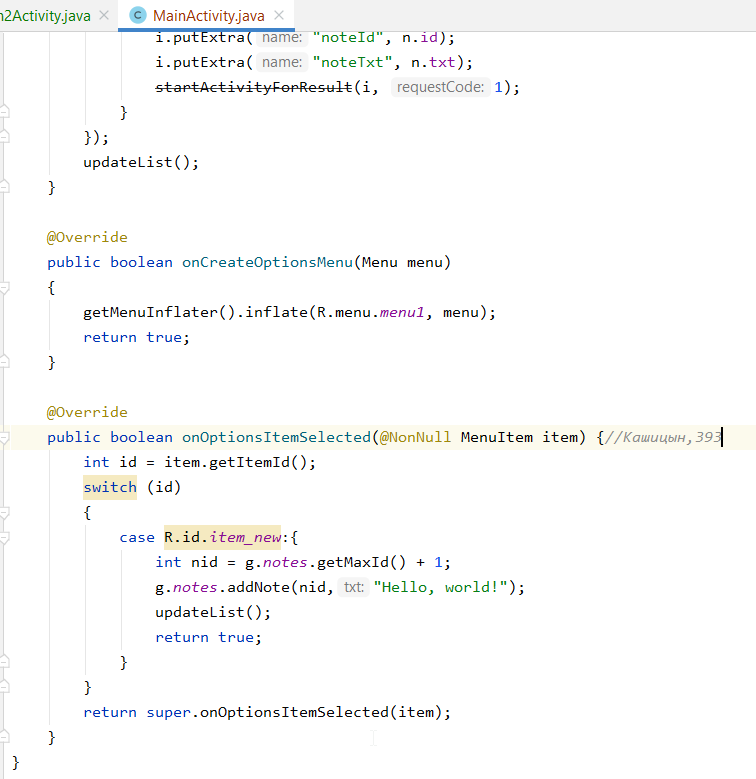 n2Activity.java × C MainActivity.java ×
i.putExtra( name: "noteId", n.id);
i.putExtra( name: "noteTxt", n.txt);
startActivityForResult(i, requestCode: 1);
}
});
updateList();
}
@Override
public boolean onCreateOptionsMenu(Menu menu)
{
getMenuInflater().inflate(R.menu.menu1, menu);
return true;
}
@Override
public boolean onOptionsItemSelected(@NonNull MenuItem item) {//Кашицын,393
int id = item.getItemId();
switch (id)
{
case R.id.item_new:{
int nid = g.notes.getMaxId() + 1;
g.notes.addNote(nid, txt: "Hello, world!");
updateList();
return true;
}
}
return super.onOptionsItemSelected(item);
}
}